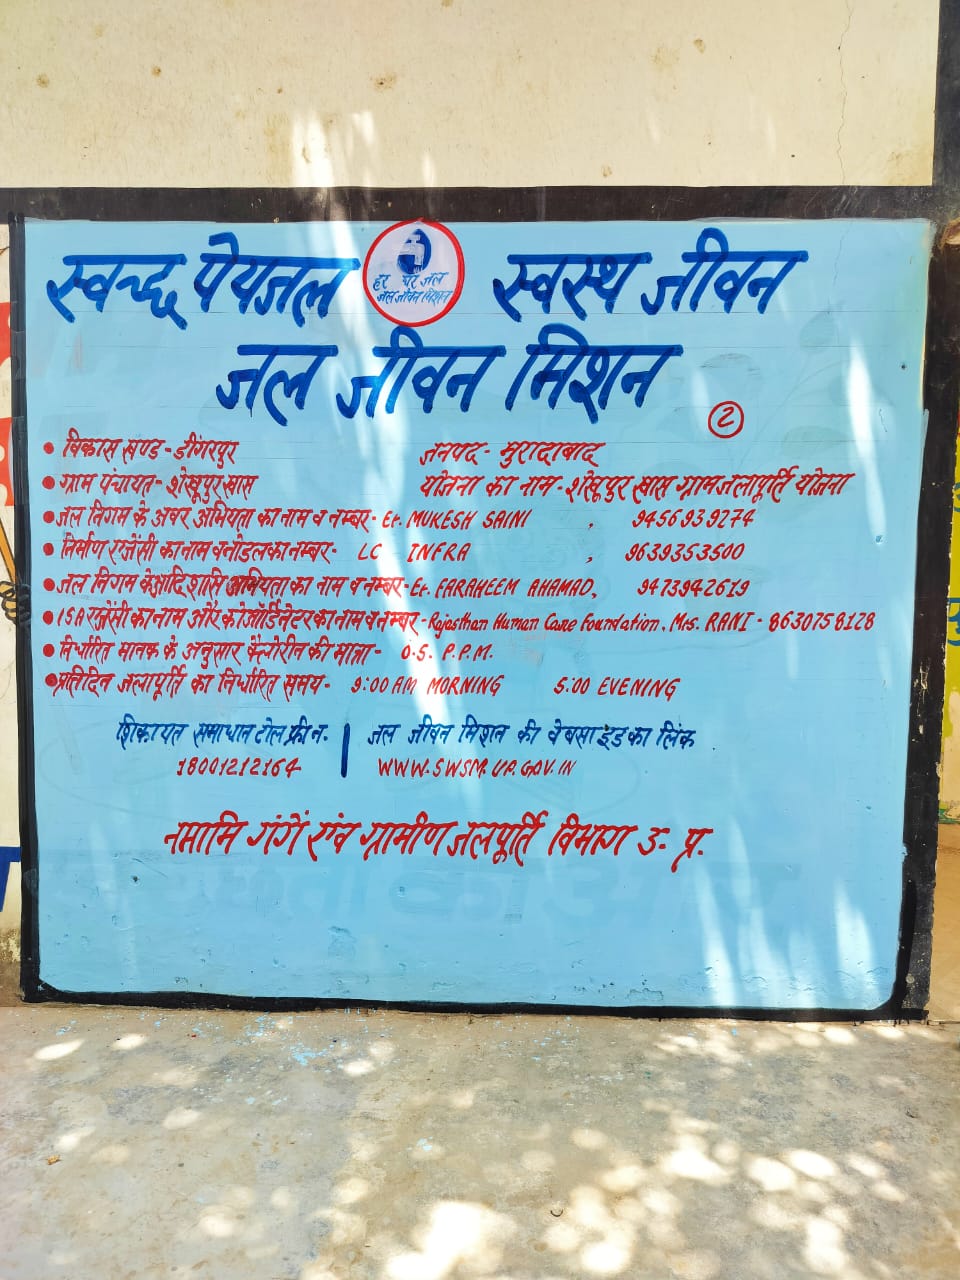 स्वच्छ पेयजल
हर घर जल
जल जीवन मिशन
स्वस्थ जीवन
जल जीवन मिशन
2
• विकास खण्ड - डींगरपुर जनपद - मुरादाबाद
• ग्राम पंचायत - शेखूपुर खास योजना का नाम - शेखूपुर खास ग्राम जलापूर्ति योजना
• जल निगम के अवर अभियंता का नाम व नम्बर - Er. MUKESH SAINI , 9456939274
• निर्माण एजेंसी का नाम व नोडल का नम्बर - LC INFRA , 9639353500
• जल निगम के आदिशासि अभियंता का नाम व नम्बर - Er. FARAHEEM AHAMAD, 9473942619
• ISA एजेंसी का नाम और कोऑर्डिनेटर का नाम व नम्बर - Rajasthan Human Care Foundation, Mrs. RANI - 8630758128
• निर्धारित मानक के अनुसार क्लोरीन की मात्रा - 0.5. P.P.M.
• प्रतिदिन जलापूर्ति का निर्धारित समय - 9:00 AM MORNING 5:00 EVENING
शिकायत समाधान टोल फ्री न. | जल जीवन मिशन की वेबसाइड का लिंक
18001212164 WWW.SWSM.UP.GOV.IN
नमामि गंगें एंव ग्रामीण जलपूर्ति विभाग उ. प्र.